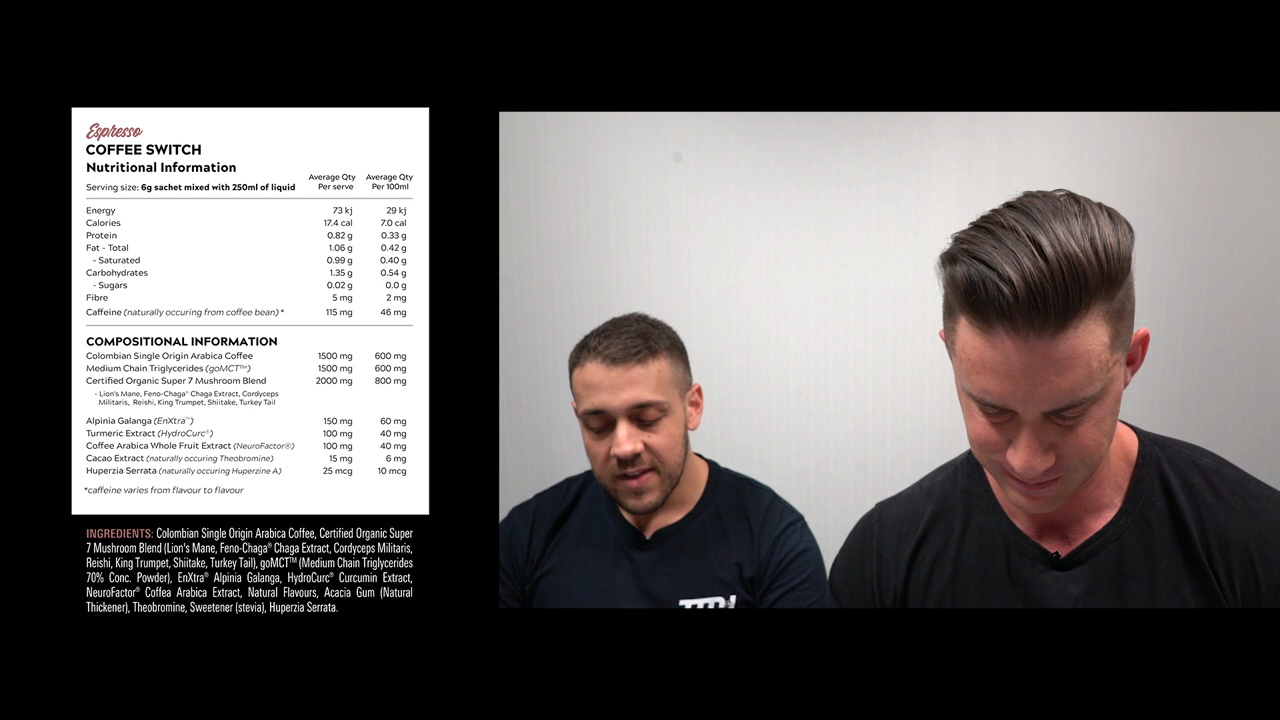 Espresso
COFFEE SWITCH
Nutritional Information
Serving size: 6g sachet mixed with 250ml of liquid
Average Qty Per serve
Average Qty Per 100ml
Energy 73 kj 29 kj
Calories 17.4 cal 7.0 cal
Protein 0.82 g 0.33 g
Fat - Total 1.06 g 0.42 g
- Saturated 0.99 g 0.40 g
Carbohydrates 1.35 g 0.54 g
- Sugars 0.02 g 0.0 g
Fibre 5 mg 2 mg
Caffeine (naturally occuring from coffee bean)* 115 mg 46 mg
COMPOSITIONAL INFORMATION
Colombian Single Origin Arabica Coffee 1500 mg 600 mg
Medium Chain Triglycerides (goMCT™) 1500 mg 600 mg
Certified Organic Super 7 Mushroom Blend 2000 mg 800 mg
- Lion's Mane, Feno-Chaga® Chaga Extract, Cordyceps
Militaris, Reishi, King Trumpet, Shiitake, Turkey Tail
Alpinia Galanga (EnXtra™) 150 mg 60 mg
Turmeric Extract (HydroCurc®) 100 mg 40 mg
Coffee Arabica Whole Fruit Extract (NeuroFactor®) 100 mg 40 mg
Cacao Extract (naturally occuring Theobromine) 15 mg 6 mg
Huperzia Serrata (naturally occuring Huperzine A) 25 mcg 10 mcg
*caffeine varies from flavour to flavour
INGREDIENTS: Colombian Single Origin Arabica Coffee, Certified Organic Super
7 Mushroom Blend (Lion's Mane, Feno-Chaga® Chaga Extract, Cordyceps Militaris,
Reishi, King Trumpet, Shiitake, Turkey Tail), goMCT™ (Medium Chain Triglycerides
70% Conc. Powder), EnXtra® Alpinia Galanga, HydroCurc® Curcumin Extract,
NeuroFactor® Coffea Arabica Extract, Natural Flavours, Acacia Gum (Natural
Thickener), Theobromine, Sweetener (stevia), Huperzia Serrata.